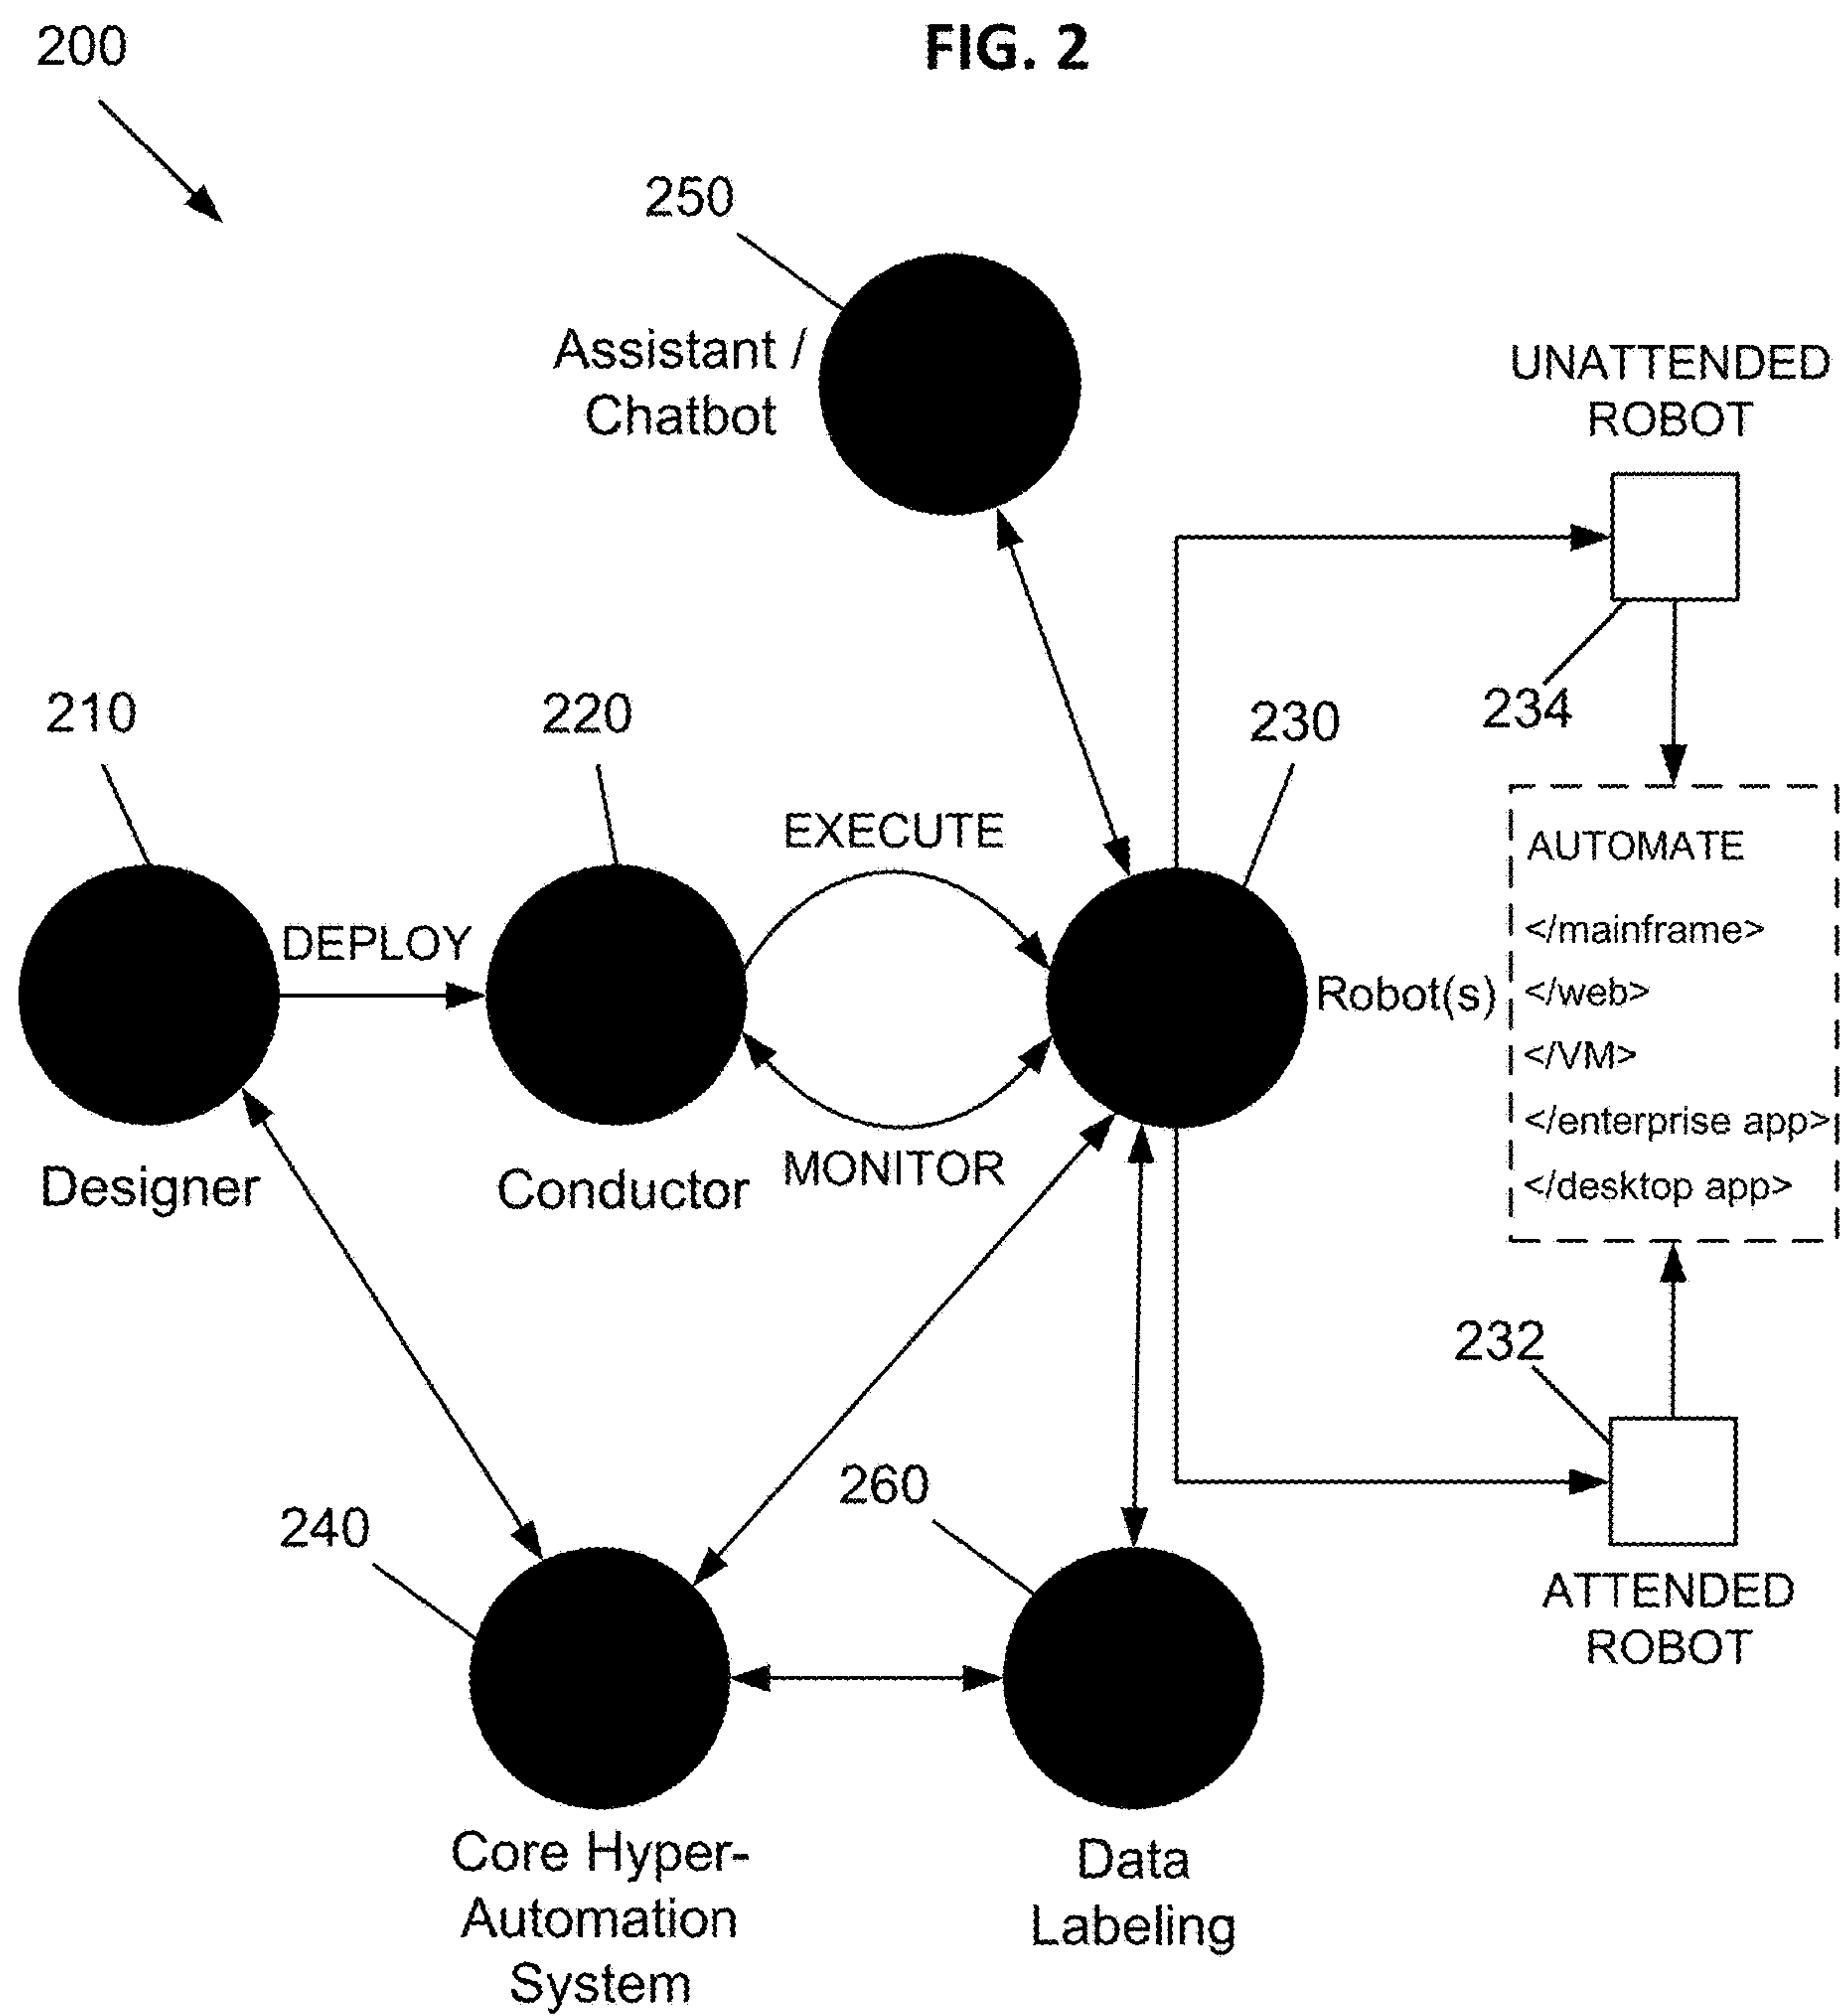 FIG. 2
200
250
Assistant /
Chatbot
UNATTENDED
ROBOT
234
210
220
230
EXECUTE
DEPLOY
MONITOR
Designer
Conductor
Robot(s)
AUTOMATE
</mainframe>
</web>
</VM>
</enterprise app>
</desktop app>
232
ATTENDED
ROBOT
240
260
Core Hyper-
Automation
System
Data
Labeling